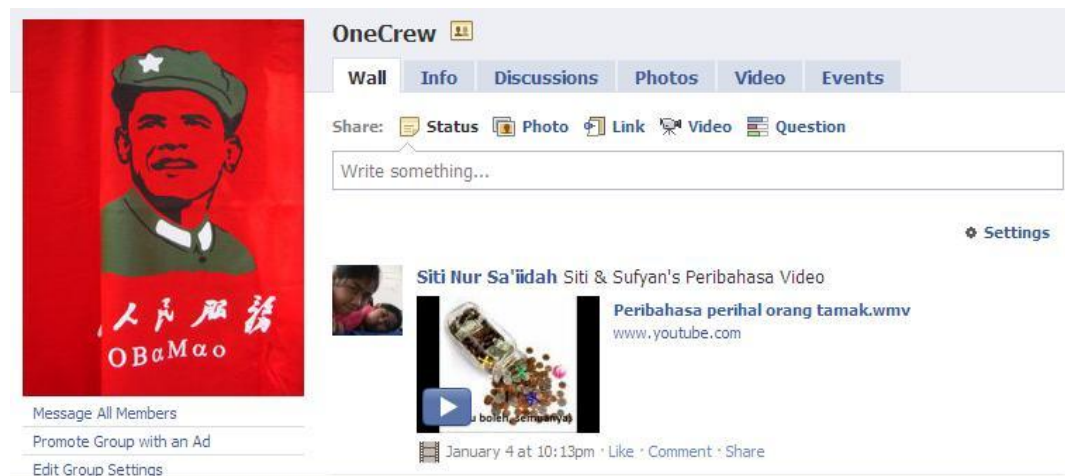 OneCrew
Wall Info Discussions Photos Video Events
Share: Status Photo Link Video Question
Write something...
Settings
人民服務
OBaMao
Siti Nur Sa'iidah Siti & Sufyan's Peribahasa Video
Peribahasa perihal orang tamak.wmv
www.youtube.com
u boleh, semuanya)
January 4 at 10:13pm · Like · Comment · Share
Message All Members
Promote Group with an Ad
Edit Group Settings